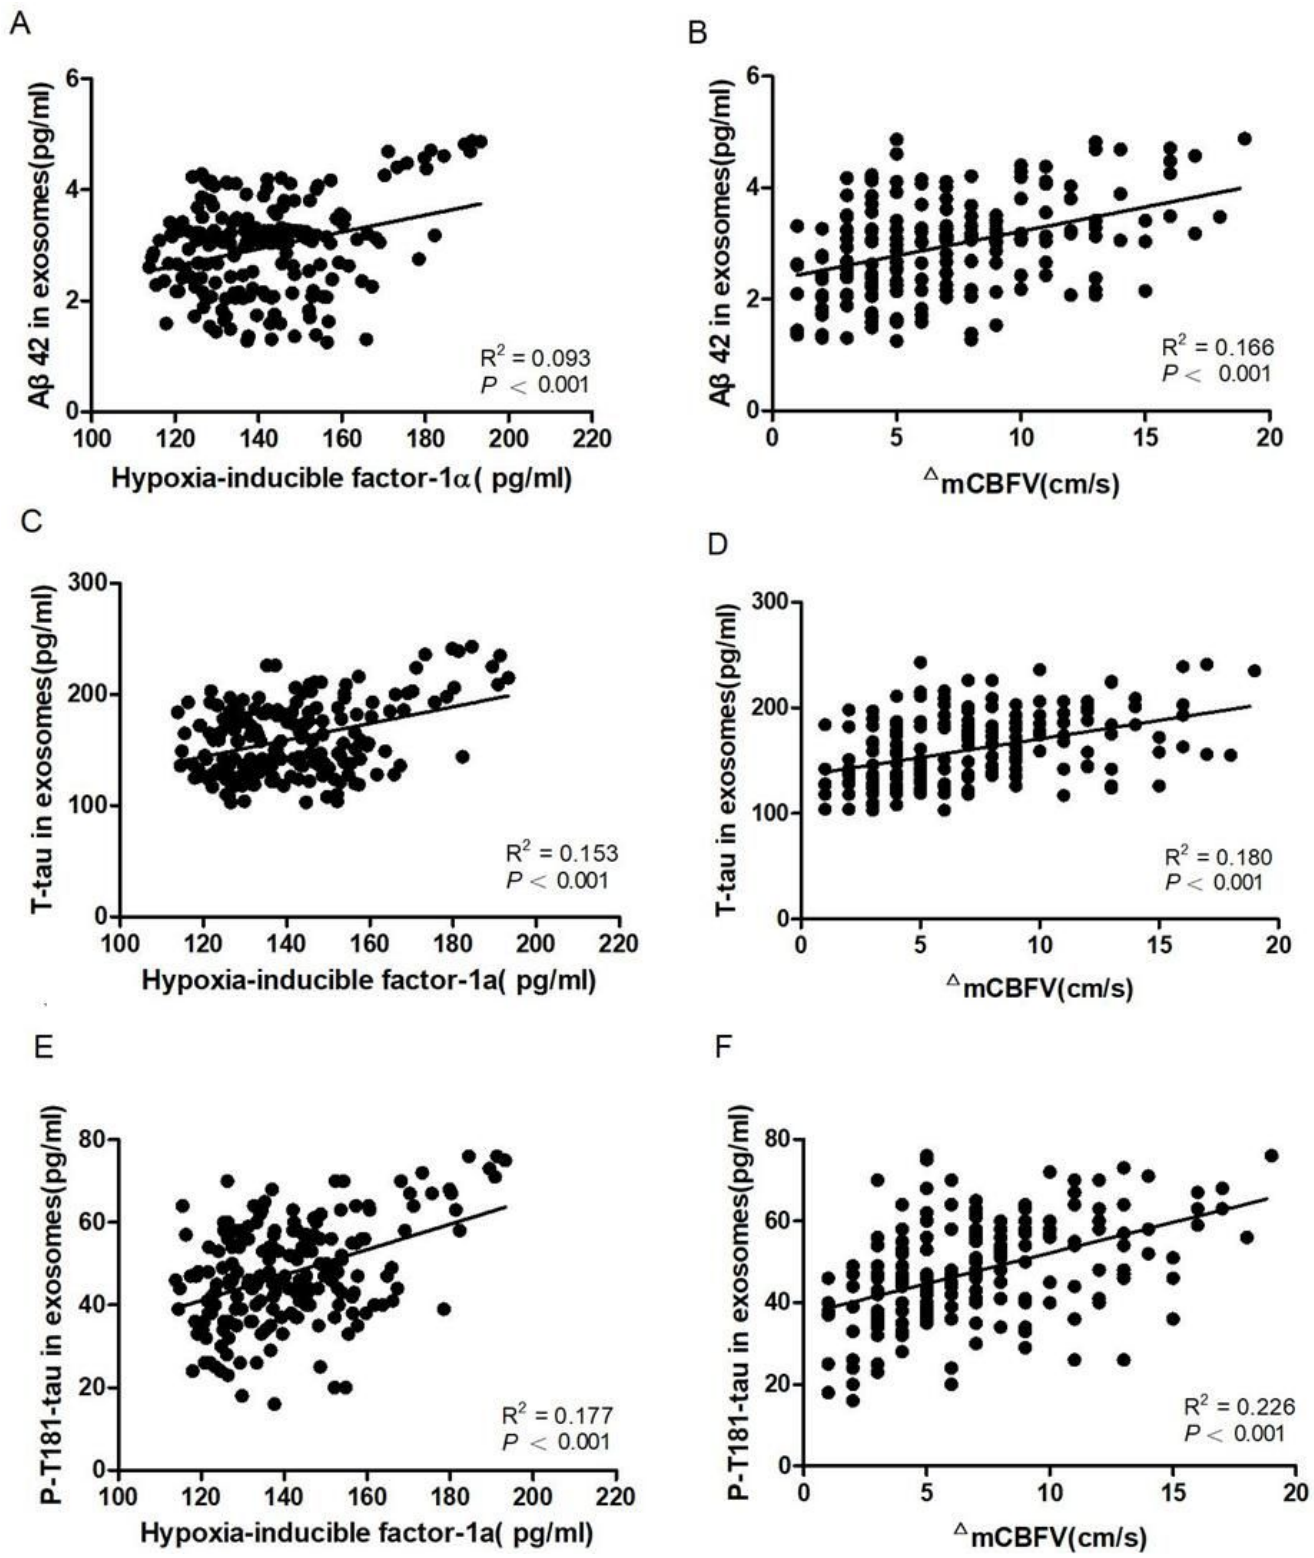 A
Aβ 42 in exosomes(pg/ml)
6
4
2
0
R² = 0.093
P < 0.001
100 120 140 160 180 200 220
Hypoxia-inducible factor-1α( pg/ml)
B
Aβ 42 in exosomes(pg/ml)
6
4
2
0
R² = 0.166
P < 0.001
0 5 10 15 20
△mCBFV(cm/s)
C
T-tau in exosomes(pg/ml)
300
200
100
0
R² = 0.153
P < 0.001
100 120 140 160 180 200 220
Hypoxia-inducible factor-1a( pg/ml)
D
T-tau in exosomes(pg/ml)
300
200
100
0
R² = 0.180
P < 0.001
0 5 10 15 20
△mCBFV(cm/s)
E
P-T181-tau in exosomes(pg/ml)
80
60
40
20
0
R² = 0.177
P < 0.001
100 120 140 160 180 200 220
Hypoxia-inducible factor-1a( pg/ml)
F
P-T181-tau in exosomes(pg/ml)
80
60
40
20
0
R² = 0.226
P < 0.001
0 5 10 15 20
△mCBFV(cm/s)